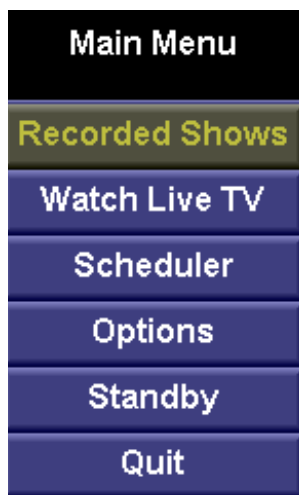 Main Menu
Recorded Shows
Watch Live TV
Scheduler
Options
Standby
Quit